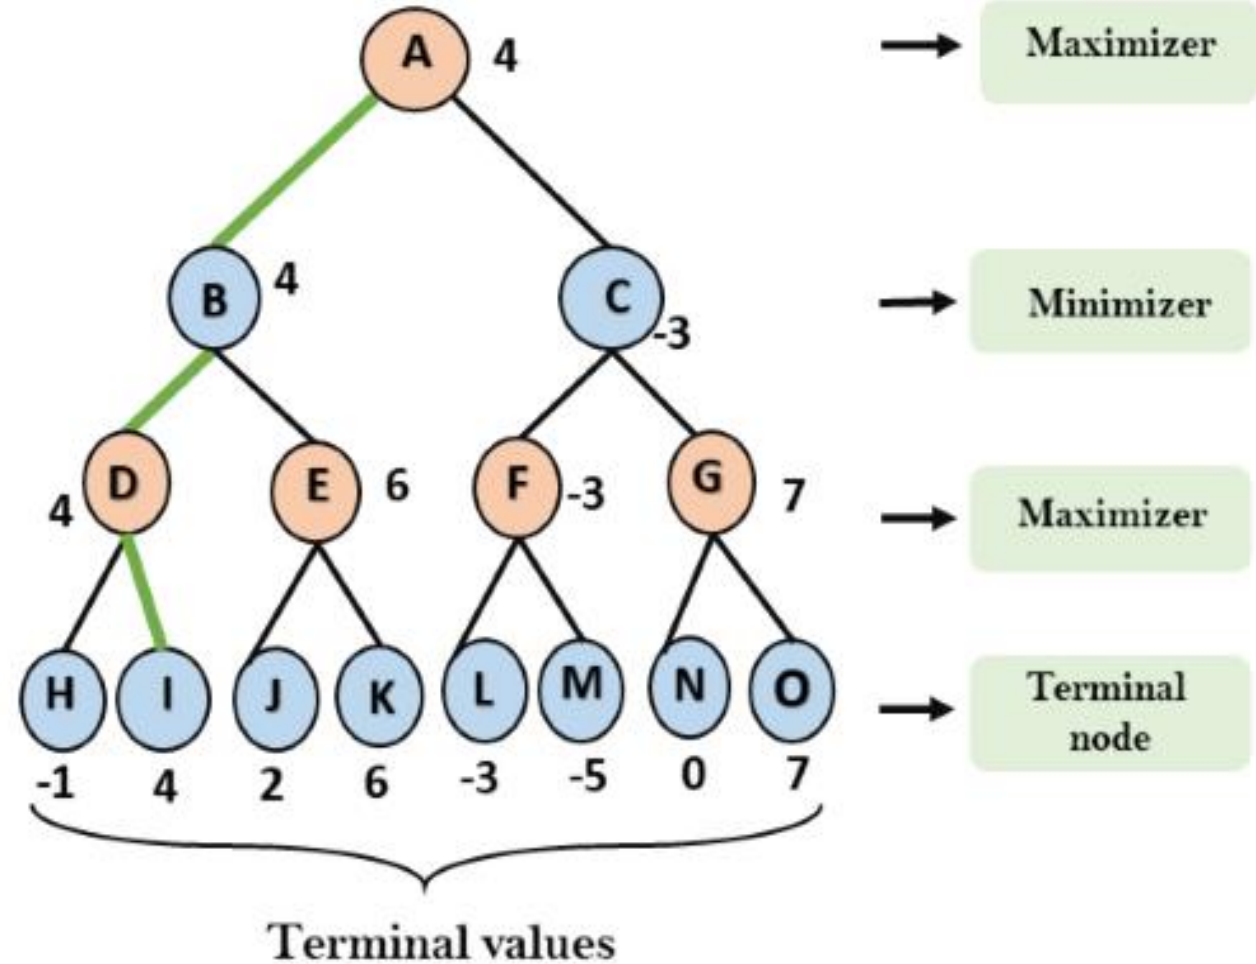 A 4
Maximizer
B 4
C -3
Minimizer
D 4
E 6
F -3
G 7
Maximizer
H I J K L M N O
Terminal
node
-1 4 2 6 -3 -5 0 7
Terminal values